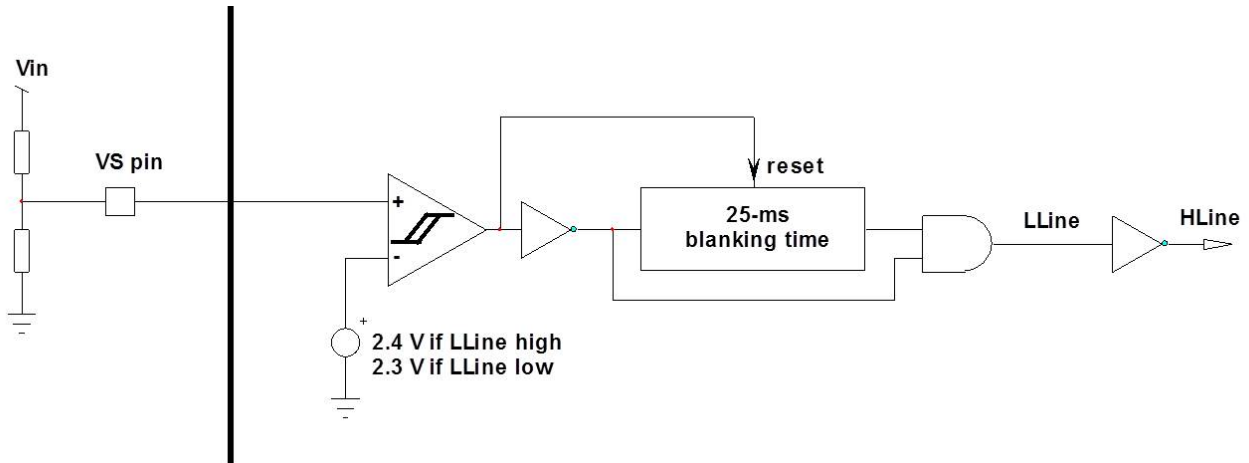 Vin
VS pin
+
-
+
2.4 V if LLine high
2.3 V if LLine low
reset
25-ms
blanking time
LLine
HLine